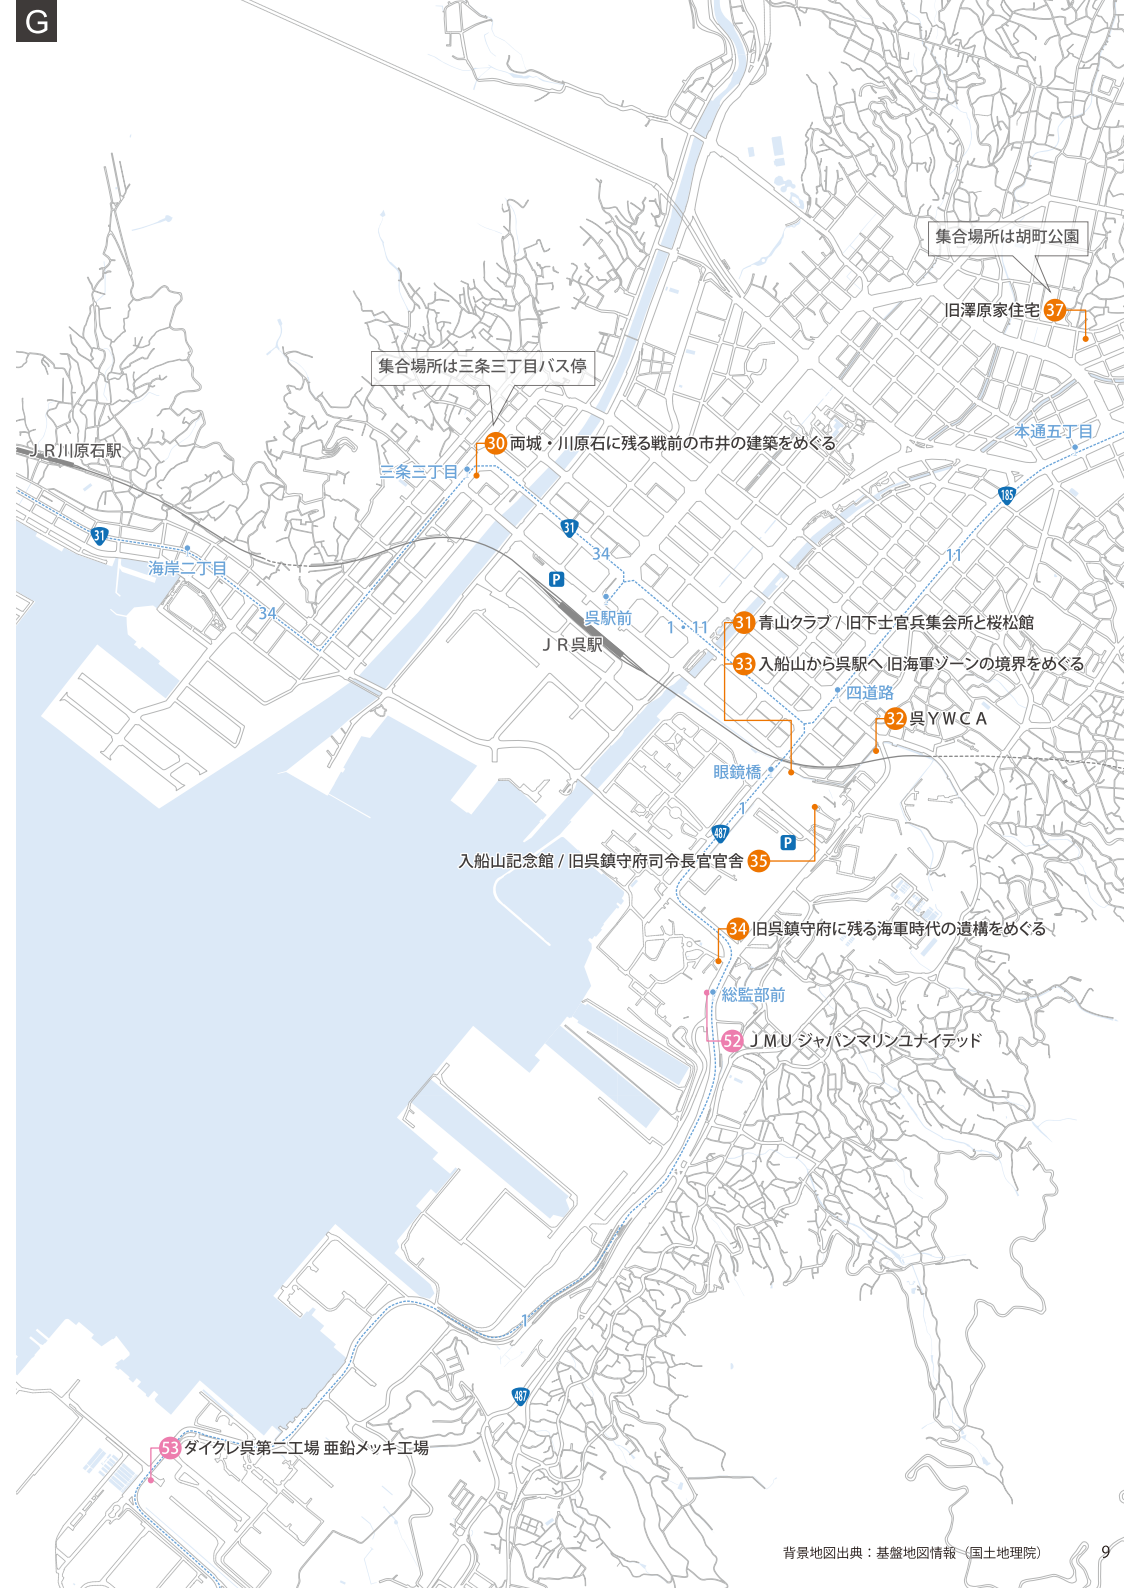 G
集合場所は胡町公園
旧澤原家住宅 37
集合場所は三条三丁目バス停
30 両城・川原石に残る戦前の市井の建築をめぐる
本通五丁目
ＪＲ川原石駅
三条三丁目
185
31
31
34
11
海岸二丁目
P
34
呉駅前
1・11
31 青山クラブ / 旧下士官兵集会所と桜松館
ＪＲ呉駅
33 入船山から呉駅へ 旧海軍ゾーンの境界をめぐる
四道路
32 呉ＹＷＣＡ
眼鏡橋
1
487
P
入船山記念館 / 旧呉鎮守府司令長官官舎 35
34 旧呉鎮守府に残る海軍時代の遺構をめぐる
総監部前
52 ＪＭＵ ジャパンマリンユナイテッド
1
487
53 ダイクレ呉第二工場 亜鉛メッキ工場
背景地図出典：基盤地図情報（国土地理院）
9